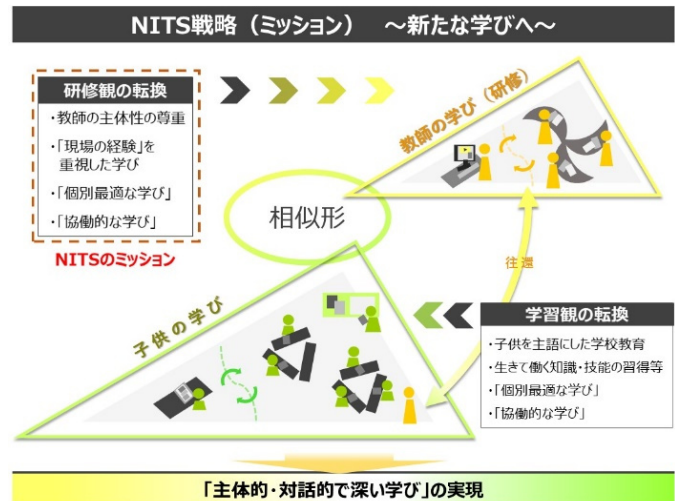 NITS戦略（ミッション） ～新たな学びへ～
研修観の転換
・教師の主体性の尊重
・「現場の経験」を
重視した学び
・「個別最適な学び」
・「協働的な学び」
NITSのミッション
教師の学び（研修）
相似形
往還
子供の学び
学習観の転換
・子供を主語にした学校教育
・生きて働く知識・技能の習得等
・「個別最適な学び」
・「協働的な学び」
「主体的・対話的で深い学び」の実現